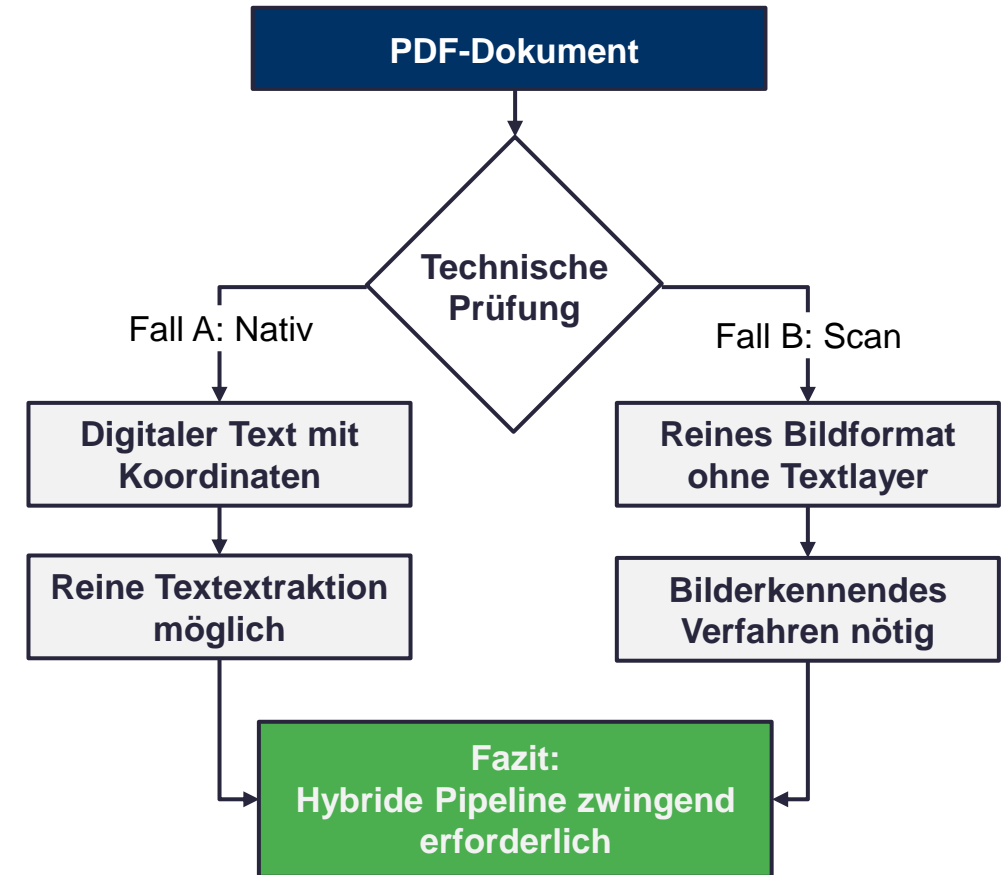 PDF-Dokument
Technische
Prüfung
Fall A: Nativ
Fall B: Scan
Digitaler Text mit
Koordinaten
Reines Bildformat
ohne Textlayer
Reine Textextraktion
möglich
Bilderkennendes
Verfahren nötig
Fazit:
Hybride Pipeline zwingend
erforderlich